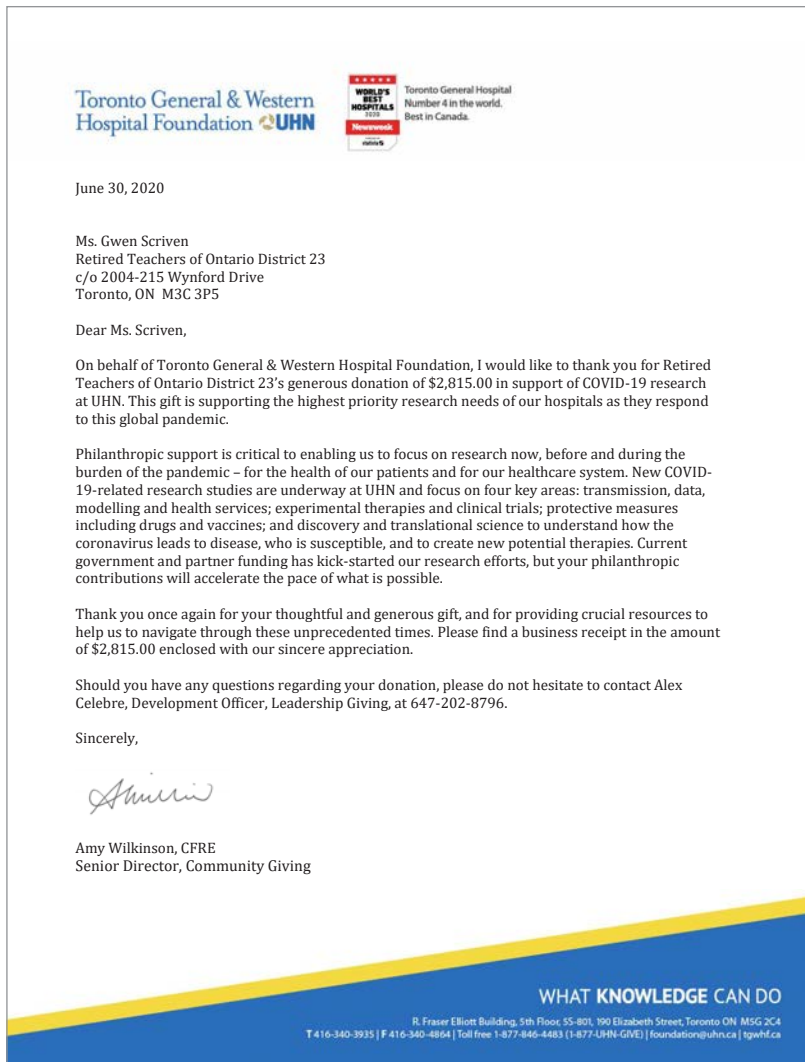 Toronto General & Western
Hospital Foundation UHN
WORLD'S
BEST
HOSPITALS
2020
Newsweek
statista
Toronto General Hospital
Number 4 in the world.
Best in Canada.
June 30, 2020
Ms. Gwen Scriven
Retired Teachers of Ontario District 23
c/o 2004-215 Wynford Drive
Toronto, ON  M3C 3P5
Dear Ms. Scriven,
On behalf of Toronto General & Western Hospital Foundation, I would like to thank you for Retired
Teachers of Ontario District 23's generous donation of $2,815.00 in support of COVID-19 research
at UHN. This gift is supporting the highest priority research needs of our hospitals as they respond
to this global pandemic.
Philanthropic support is critical to enabling us to focus on research now, before and during the
burden of the pandemic – for the health of our patients and for our healthcare system. New COVID-
19-related research studies are underway at UHN and focus on four key areas: transmission, data,
modelling and health services; experimental therapies and clinical trials; protective measures
including drugs and vaccines; and discovery and translational science to understand how the
coronavirus leads to disease, who is susceptible, and to create new potential therapies. Current
government and partner funding has kick-started our research efforts, but your philanthropic
contributions will accelerate the pace of what is possible.
Thank you once again for your thoughtful and generous gift, and for providing crucial resources to
help us to navigate through these unprecedented times. Please find a business receipt in the amount
of $2,815.00 enclosed with our sincere appreciation.
Should you have any questions regarding your donation, please do not hesitate to contact Alex
Celebre, Development Officer, Leadership Giving, at 647-202-8796.
Sincerely,
Amy Wilkinson, CFRE
Senior Director, Community Giving
WHAT KNOWLEDGE CAN DO
R. Fraser Elliott Building, 5th Floor, 5S-801, 190 Elizabeth Street, Toronto ON  M5G 2C4
T 416-340-3935 | F 416-340-4864 | Toll free 1-877-846-4483 (1-877-UHN-GIVE) | foundation@uhn.ca | tgwhf.ca